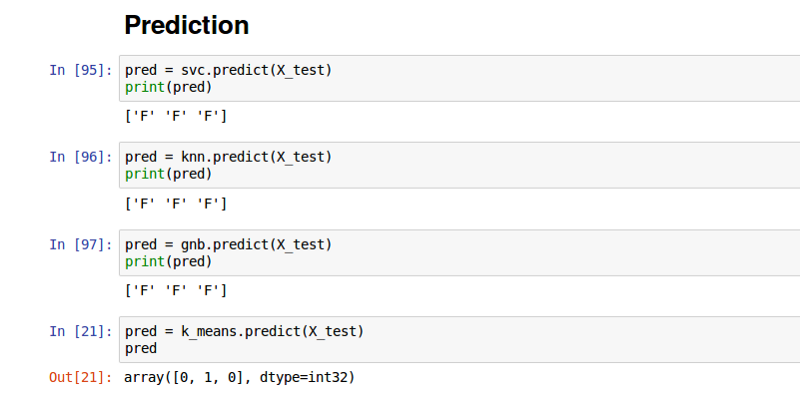 Prediction
In [95]: pred = svc.predict(X_test)
print(pred)
['F' 'F' 'F']
In [96]: pred = knn.predict(X_test)
print(pred)
['F' 'F' 'F']
In [97]: pred = gnb.predict(X_test)
print(pred)
['F' 'F' 'F']
In [21]: pred = k_means.predict(X_test)
pred
Out[21]: array([0, 1, 0], dtype=int32)